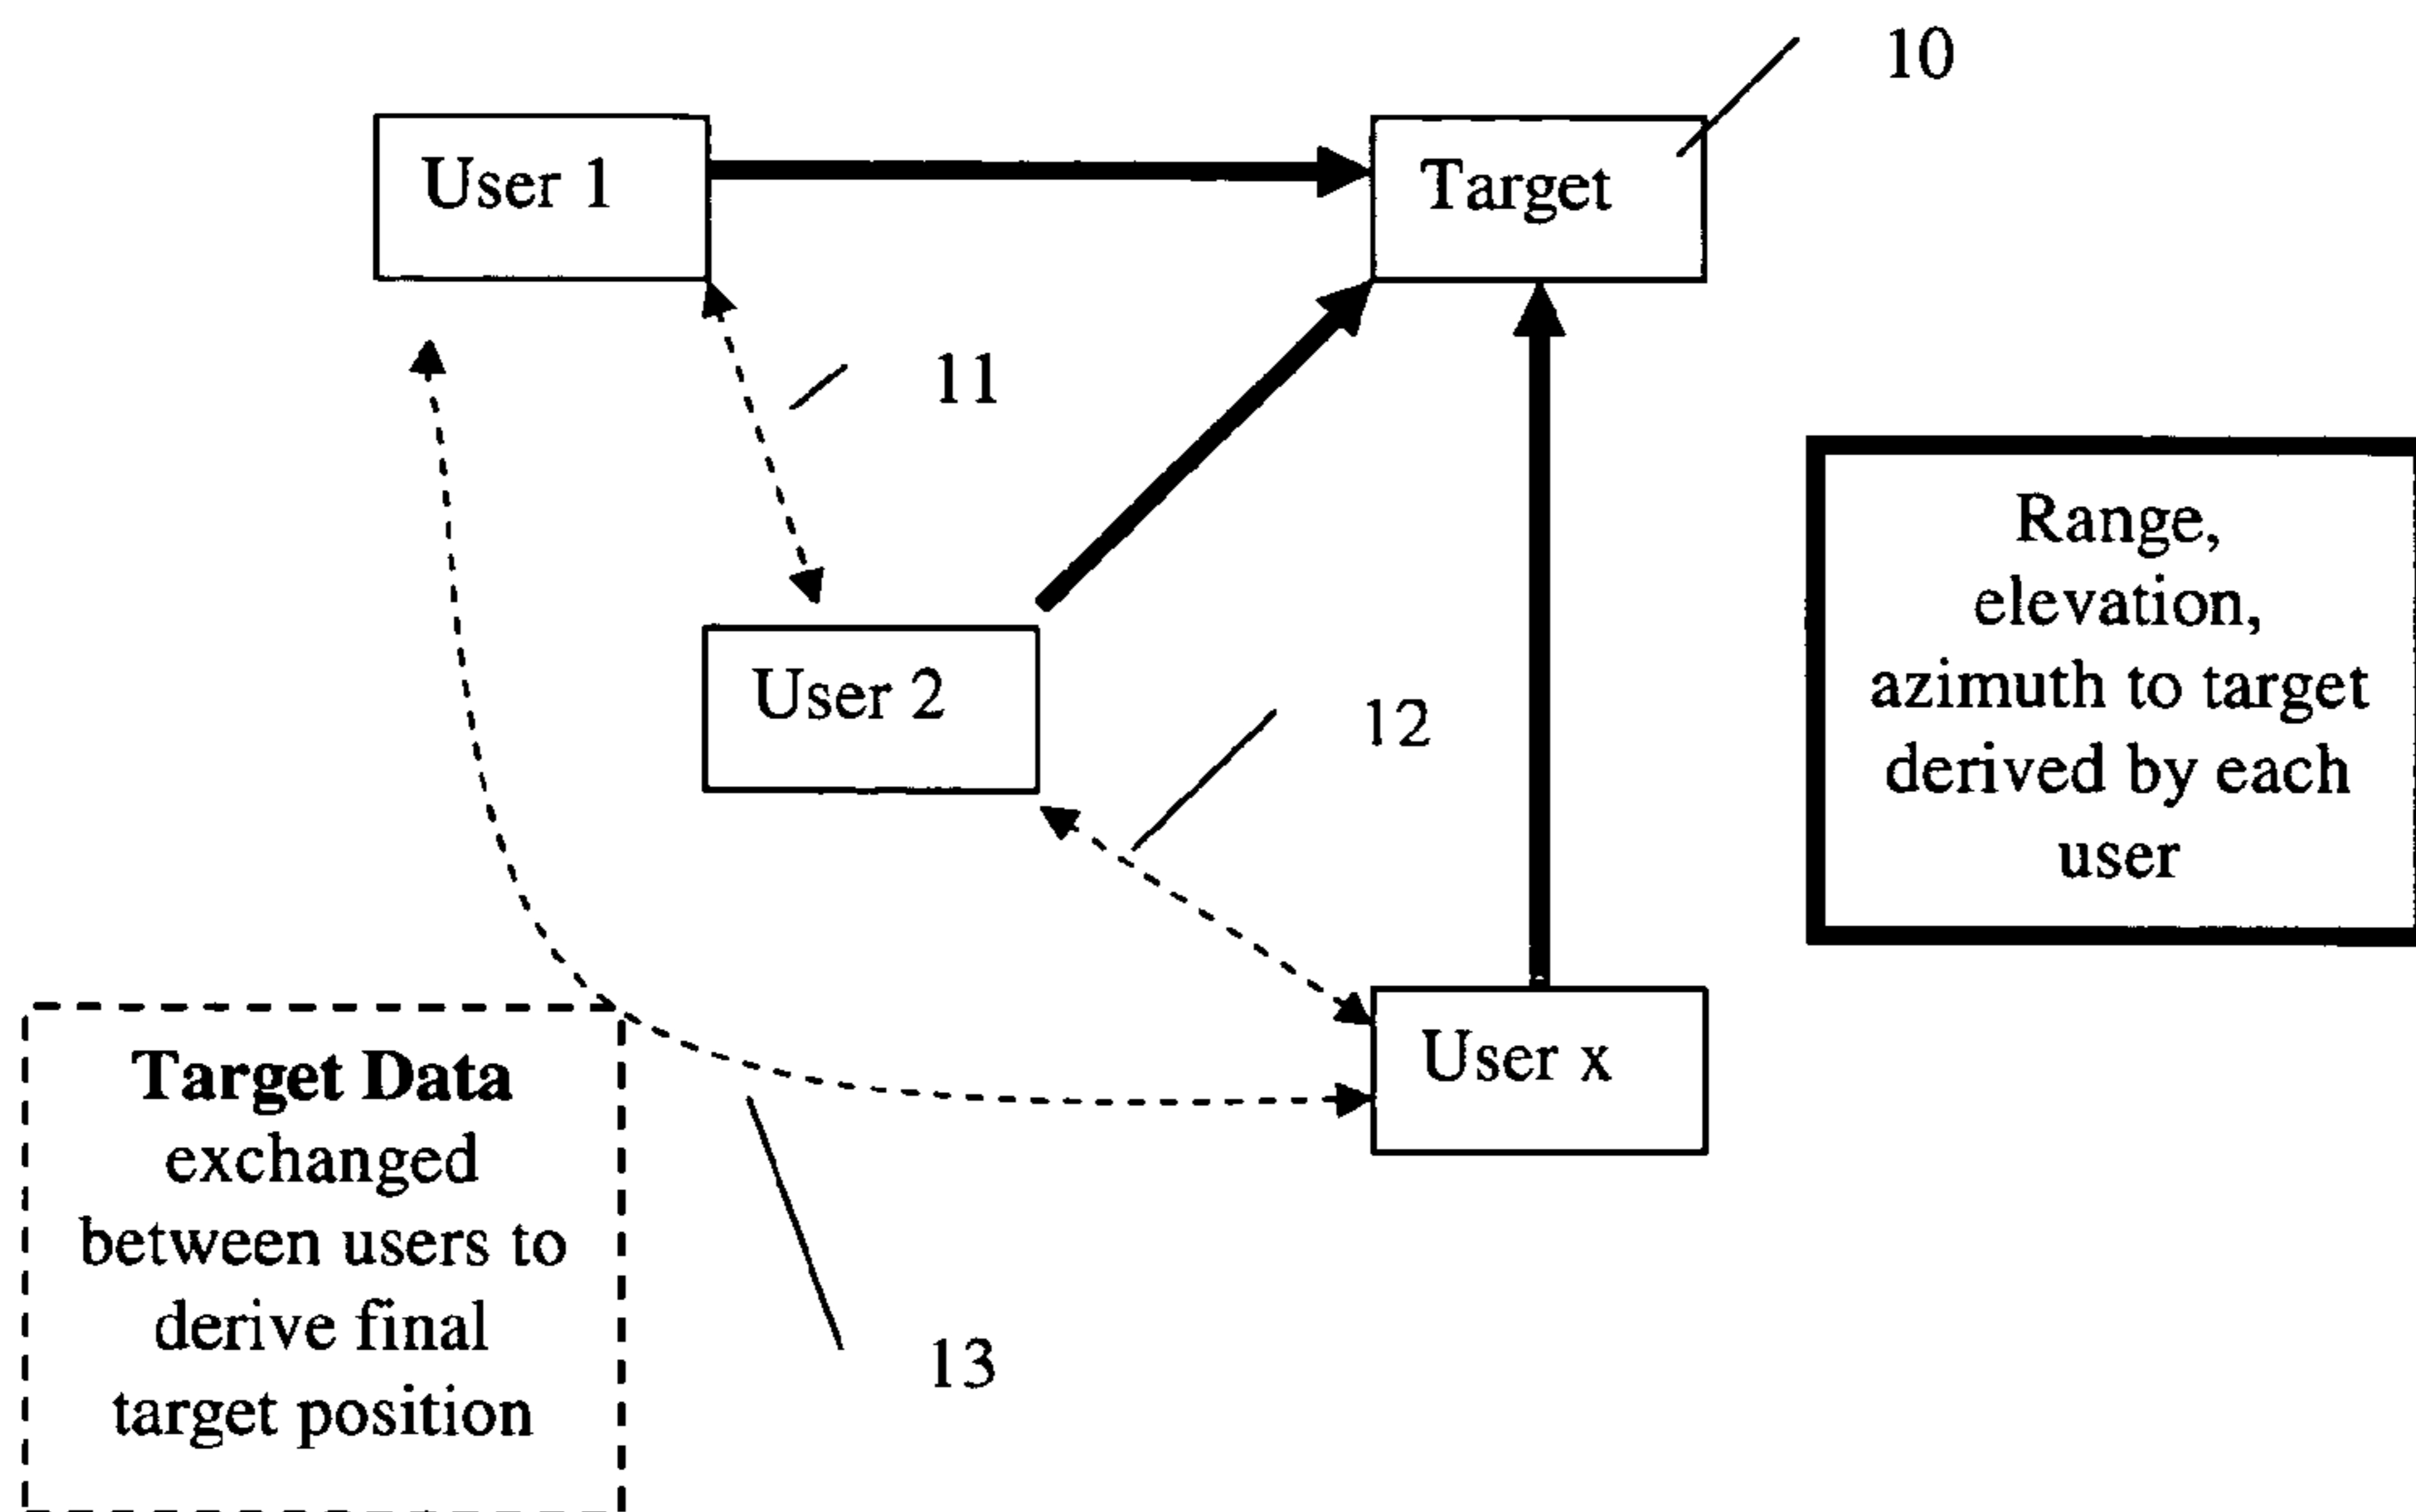 10
User 1
Target
11
Range,
elevation,
azimuth to target
derived by each
user
User 2
12
User x
Target Data
exchanged
between users to
derive final
target position
13